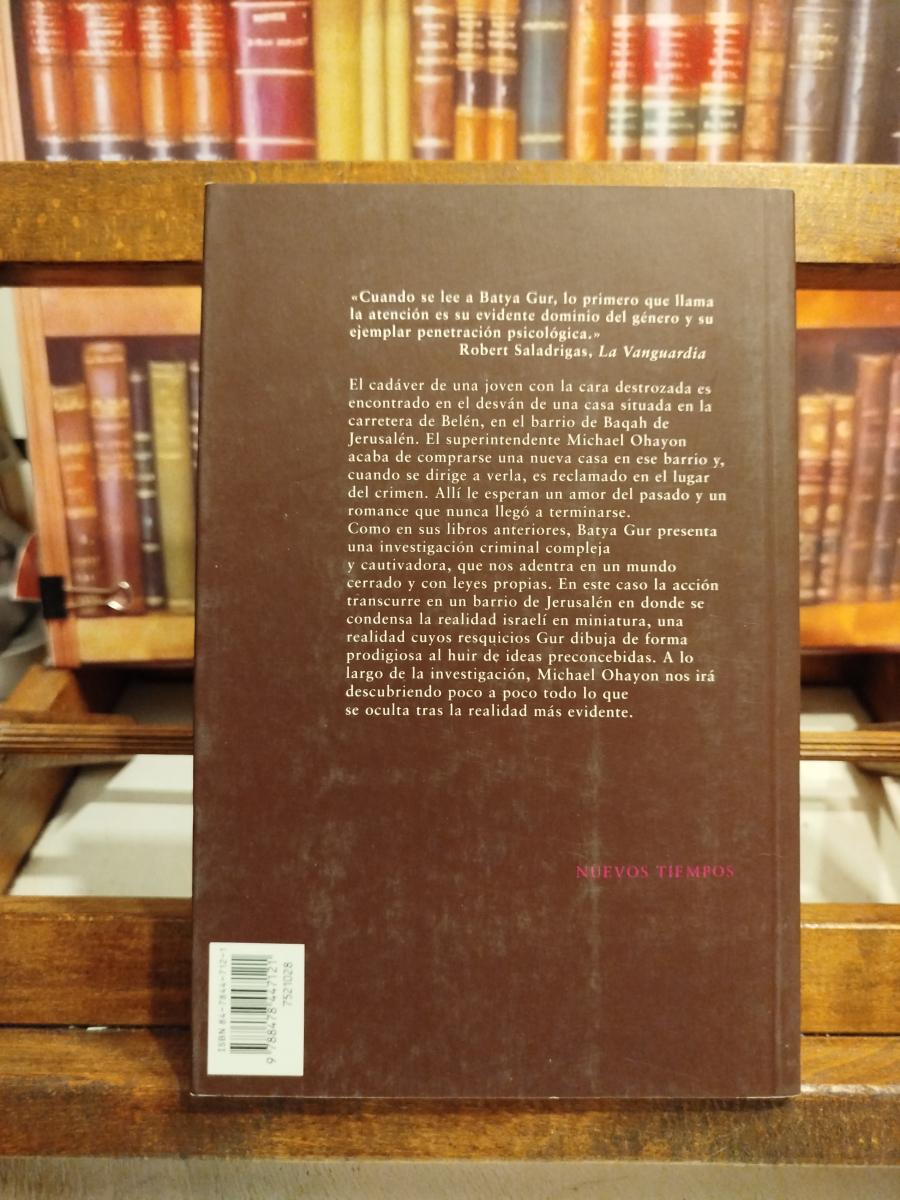 «Cuando se lee a Batya Gur, lo primero que llama
la atención es su evidente dominio del género y su
ejemplar penetración psicológica.»
Robert Saladrigas, La Vanguardia
El cadáver de una joven con la cara destrozada es
encontrado en el desván de una casa situada en la
carretera de Belén, en el barrio de Baqah de
Jerusalén. El superintendente Michael Ohayon
acaba de comprarse una nueva casa en ese barrio y,
cuando se dirige a verla, es reclamado en el lugar
del crimen. Allí le esperan un amor del pasado y un
romance que nunca llegó a terminarse.
Como en sus libros anteriores, Batya Gur presenta
una investigación criminal compleja
y cautivadora, que nos adentra en un mundo
cerrado y con leyes propias. En este caso la acción
transcurre en un barrio de Jerusalén en donde se
condensa la realidad israelí en miniatura, una
realidad cuyos resquicios Gur dibuja de forma
prodigiosa al huir de ideas preconcebidas. A lo
largo de la investigación, Michael Ohayon nos irá
descubriendo poco a poco todo lo que
se oculta tras la realidad más evidente.
NUEVOS TIEMPOS
ISBN 84-7844-712-1
9 788478 447121
7521028